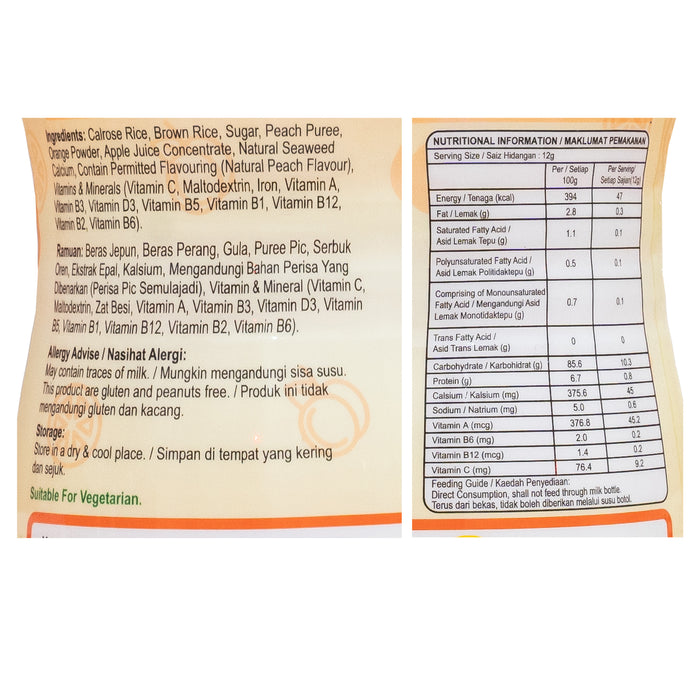 Ingredients: Calrose Rice, Brown Rice, Sugar, Peach Puree,
Orange Powder, Apple Juice Concentrate, Natural Seaweed
Calcium, Contain Permitted Flavouring (Natural Peach Flavour),
Vitamins & Minerals (Vitamin C, Maltodextrin, Iron, Vitamin A,
Vitamin B3, Vitamin D3, Vitamin B5, Vitamin B1, Vitamin B12,
Vitamin B2, Vitamin B6).
Ramuan: Beras Jepun, Beras Perang, Gula, Puree Pic, Serbuk
Oren, Ekstrak Epal, Kalsium, Mengandungi Bahan Perisa Yang
Dibenarkan (Perisa Pic Semulajadi), Vitamin & Mineral (Vitamin C,
Maltodextrin, Zat Besi, Vitamin A, Vitamin B3, Vitamin D3, Vitamin
B5, Vitamin B1, Vitamin B12, Vitamin B2, Vitamin B6).
Allergy Advise / Nasihat Alergi:
May contain traces of milk. / Mungkin mengandungi sisa susu.
This product are gluten and peanuts free. / Produk ini tidak
mengandungi gluten dan kacang.
Storage:
Store in a dry & cool place. / Simpan di tempat yang kering
dan sejuk.
Suitable For Vegetarian.
NUTRITIONAL INFORMATION / MAKLUMAT PEMAKANAN
Serving Size / Saiz Hidangan : 12g
Per / Setiap 100g Per Serving/ Setiap Sajian(12g)
Energy / Tenaga (kcal) 394 47
Fat / Lemak (g) 2.8 0.3
Saturated Fatty Acid / Asid Lemak Tepu (g) 1.1 0.1
Polyunsaturated Fatty Acid / Asid Lemak Politidaktepu (g) 0.5 0.1
Comprising of Monounsaturated Fatty Acid / Mengandungi Asid Lemak Monotidaktepu (g) 0.7 0.1
Trans Fatty Acid / Asid Trans Lemak (g) 0 0
Carbohydrate / Karbohidrat (g) 85.6 10.3
Protein (g) 6.7 0.8
Calsium / Kalsium (mg) 375.6 45
Sodium / Natrium (mg) 5.0 0.6
Vitamin A (mcg) 376.8 45.2
Vitamin B6 (mg) 2.0 0.2
Vitamin B12 (mcg) 1.4 0.2
Vitamin C (mg) 76.4 9.2
Feeding Guide / Kaedah Penyediaan:
Direct Consumption, shall not feed through milk bottle.
Terus dari bekas, tidak boleh diberikan melalui susu botol.